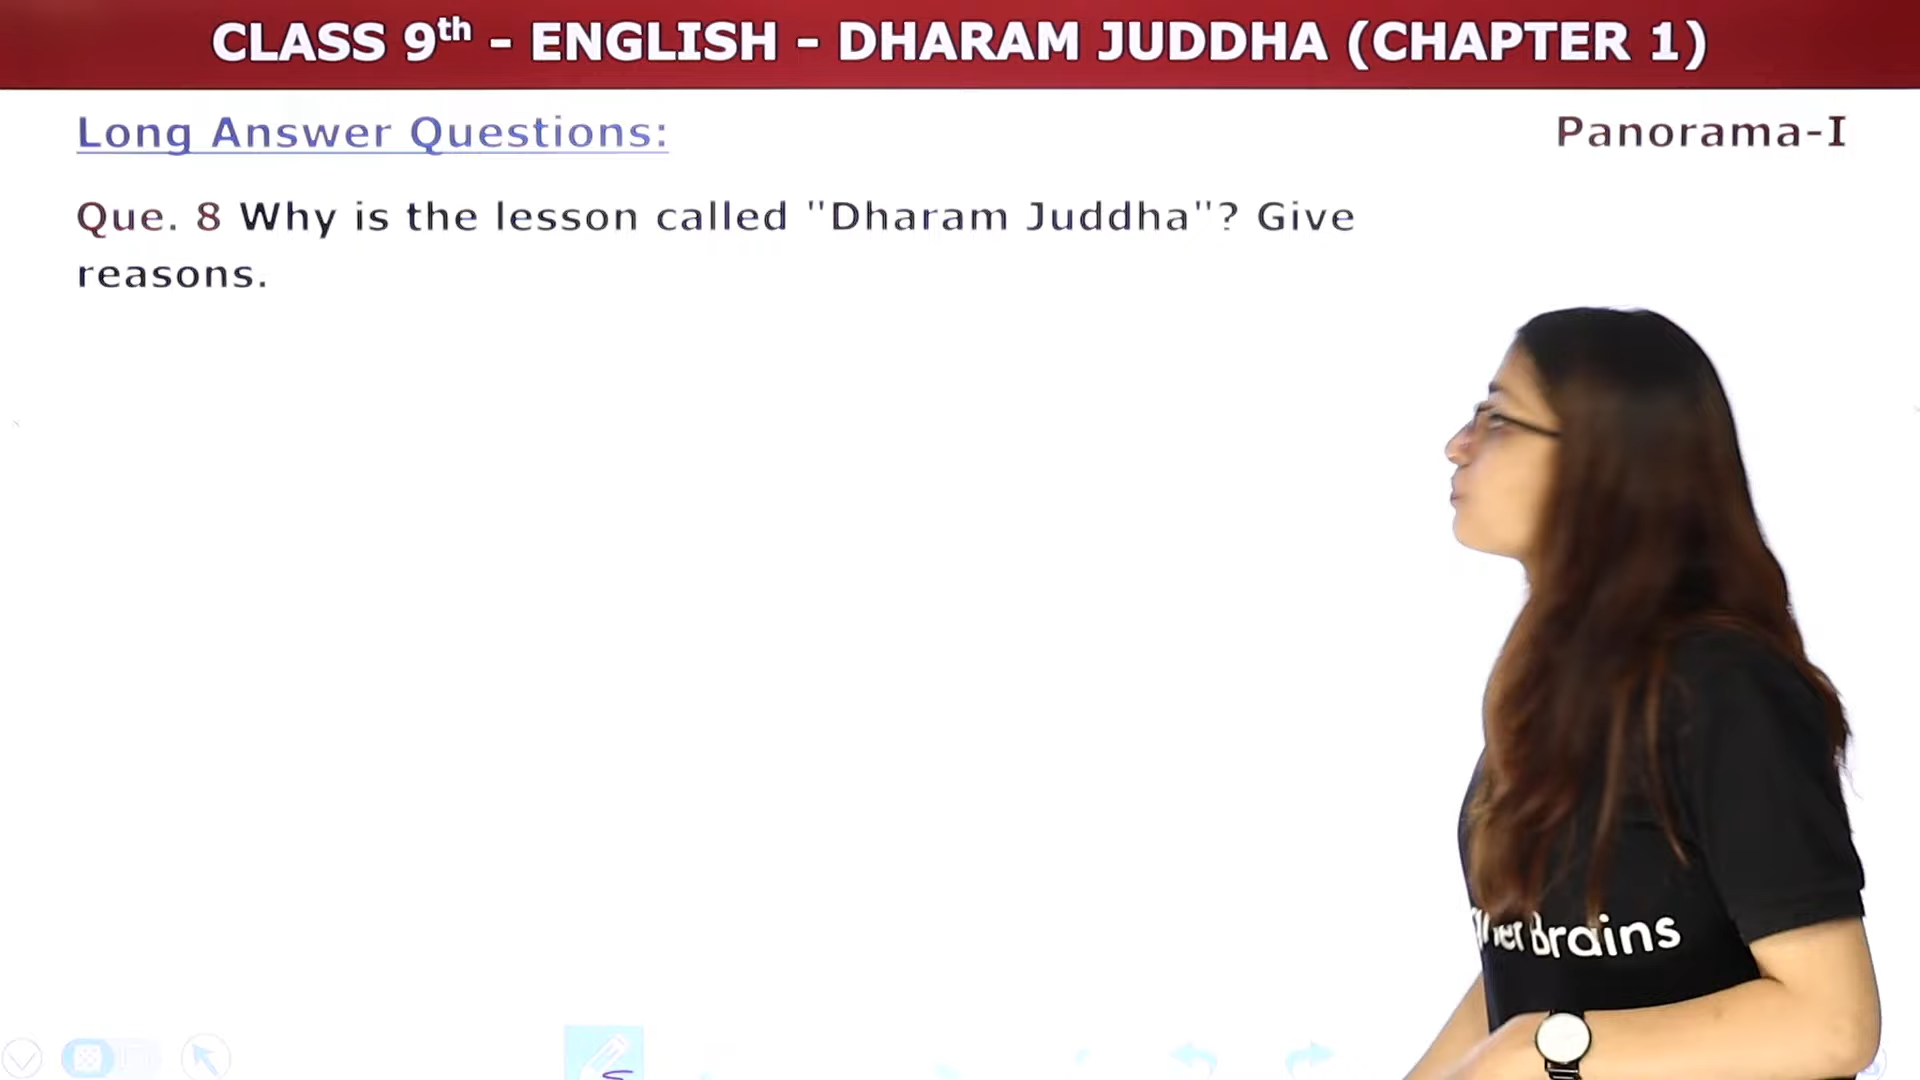 CLASS 9th - ENGLISH - DHARAM JUDDHA (CHAPTER 1)
Long Answer Questions:
Panorama-I
Que. 8 Why is the lesson called "Dharam Juddha"? Give
reasons.
Brains